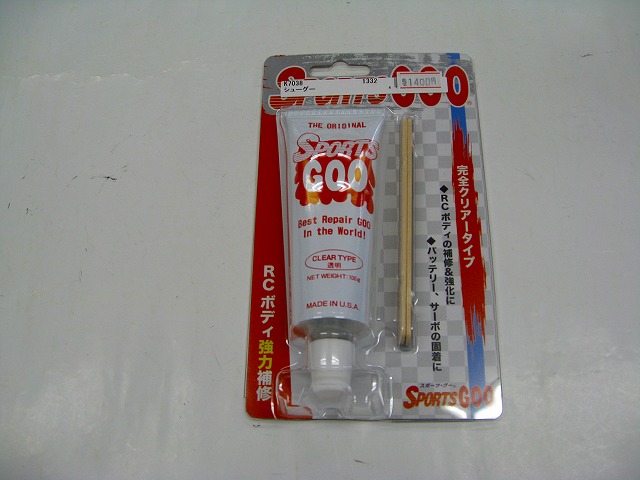 K7038 1332
シューグー
$1400円
SPORTS GOO
THE ORIGINAL
SPORTS
GOO
Best Repair GOO
In the World!
CLEAR TYPE
透明
NET WEIGHT: 100g
MADE IN U.S.A.
完全クリアータイプ
◆RCボディの補修&強化に
◆バッテリー、サーボの固着に
RCボディ強力補修
スポーツ・グー
SPORTS GOO